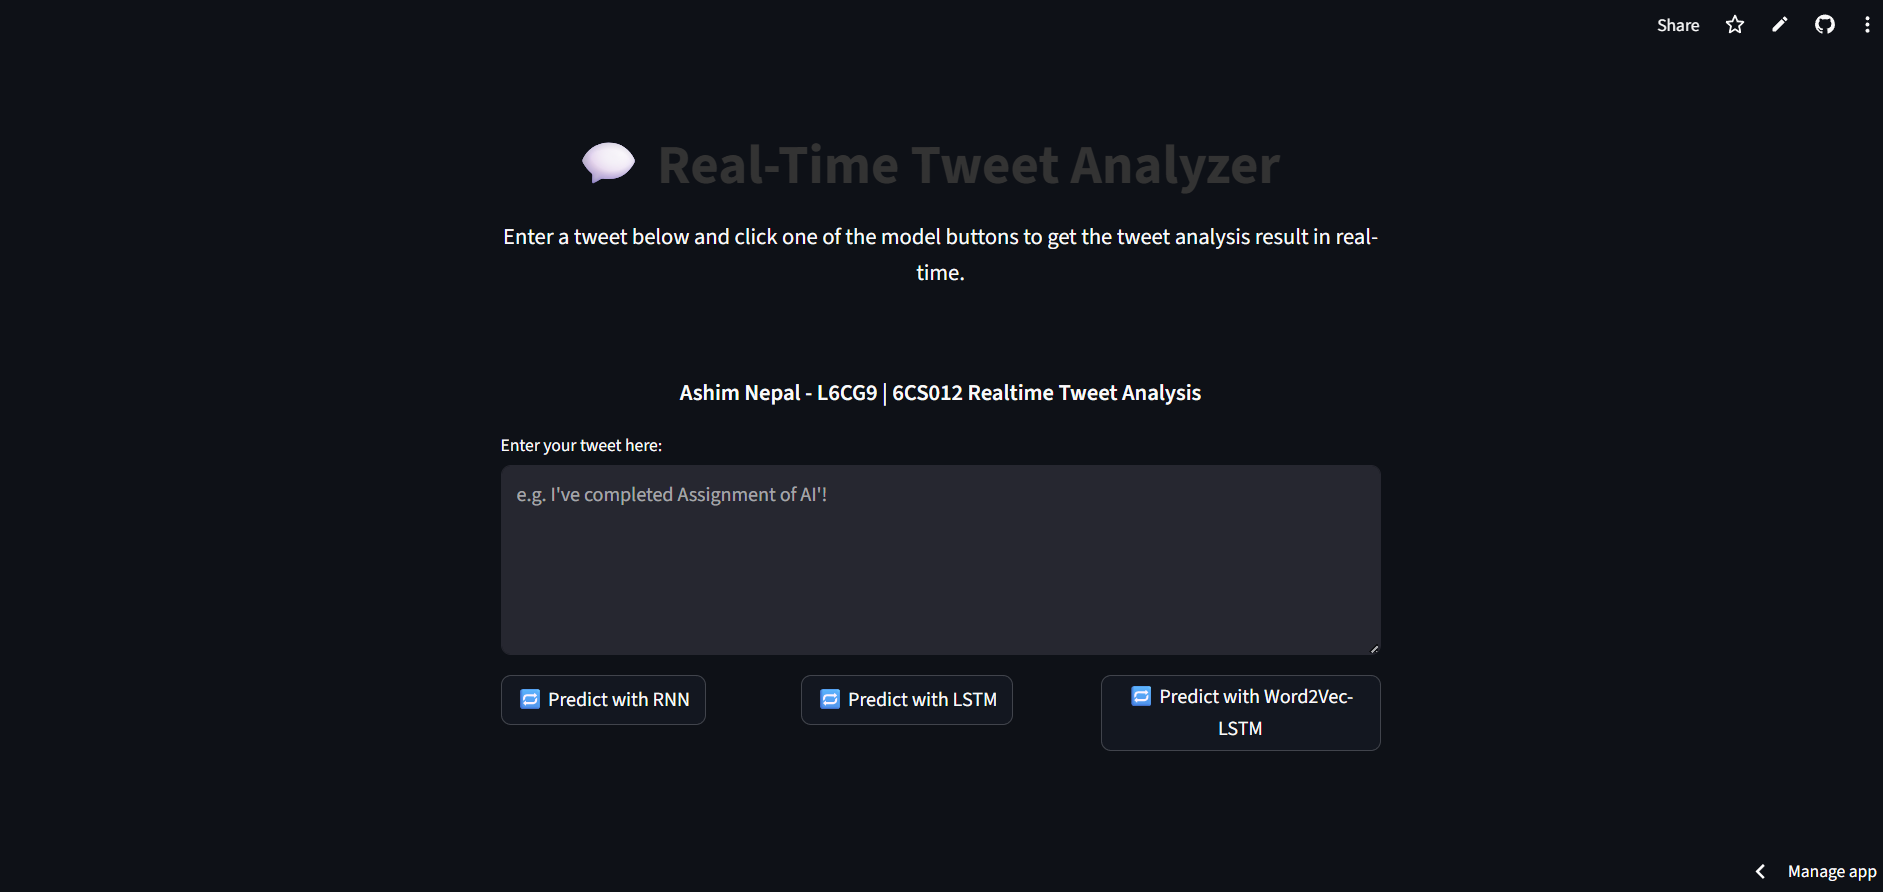 Share
Real-Time Tweet Analyzer
Enter a tweet below and click one of the model buttons to get the tweet analysis result in real-
time.
Ashim Nepal - L6CG9 | 6CS012 Realtime Tweet Analysis
Enter your tweet here:
e.g. I've completed Assignment of AI'!
Predict with RNN
Predict with LSTM
Predict with Word2Vec-
LSTM
Manage app